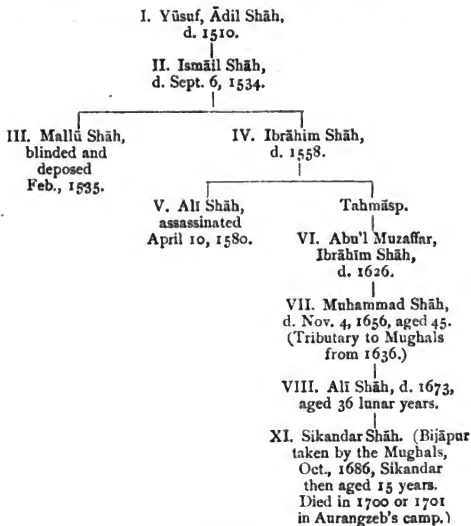 I. Yūsuf, Ādil Shāh,
d. 1510.
II. Ismāil Shāh,
d. Sept. 6, 1534.
III. Mallū Shāh,
blinded and
deposed
Feb., 1535.
IV. Ibrāhim Shāh,
d. 1558.
V. Alī Shāh,
assassinated
April 10, 1580.
Tahmāsp.
VI. Abu'l Muzaffar,
Ibrāhīm Shāh,
d. 1626.
VII. Muhammad Shāh,
d. Nov. 4, 1656, aged 45.
(Tributary to Mughals
from 1636.)
VIII. Alī Shāh, d. 1673,
aged 36 lunar years.
XI. Sikandar Shāh. (Bijāpur
taken by the Mughals,
Oct., 1686, Sikandar
then aged 15 years.
Died in 1700 or 1701
in Aurangzeb's camp.)